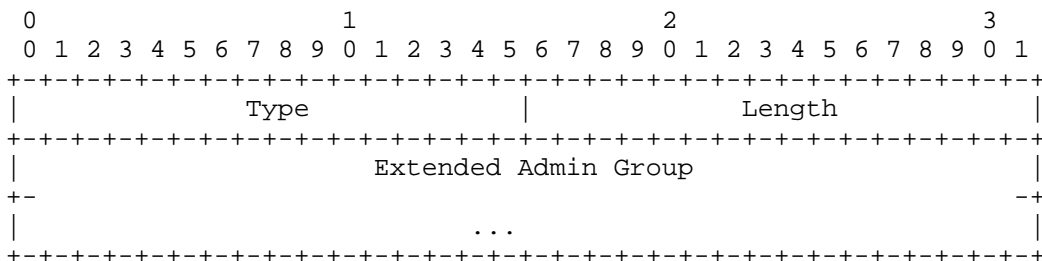 0                   1                   2                   3
 0 1 2 3 4 5 6 7 8 9 0 1 2 3 4 5 6 7 8 9 0 1 2 3 4 5 6 7 8 9 0 1
+-+-+-+-+-+-+-+-+-+-+-+-+-+-+-+-+-+-+-+-+-+-+-+-+-+-+-+-+-+-+-+-+
|              Type             |             Length            |
+-+-+-+-+-+-+-+-+-+-+-+-+-+-+-+-+-+-+-+-+-+-+-+-+-+-+-+-+-+-+-+-+
|                      Extended Admin Group                     |
+-                                                             -+
|                            ...                                |
+-+-+-+-+-+-+-+-+-+-+-+-+-+-+-+-+-+-+-+-+-+-+-+-+-+-+-+-+-+-+-+-+